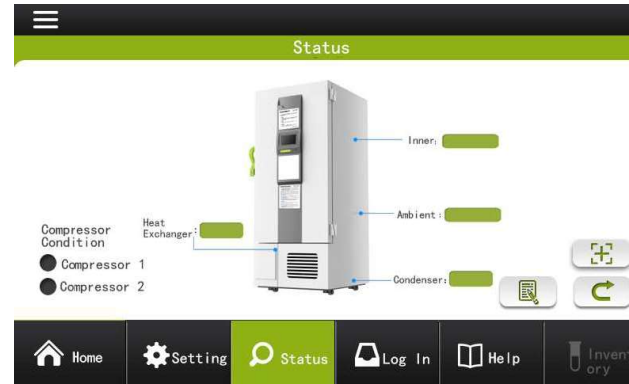 Status
Inner:
Ambient:
Heat
Exchanger:
Compressor
Condition
Compressor 1
Compressor 2
Condenser:
Home
Setting
Status
Log In
Help
Invent
ory